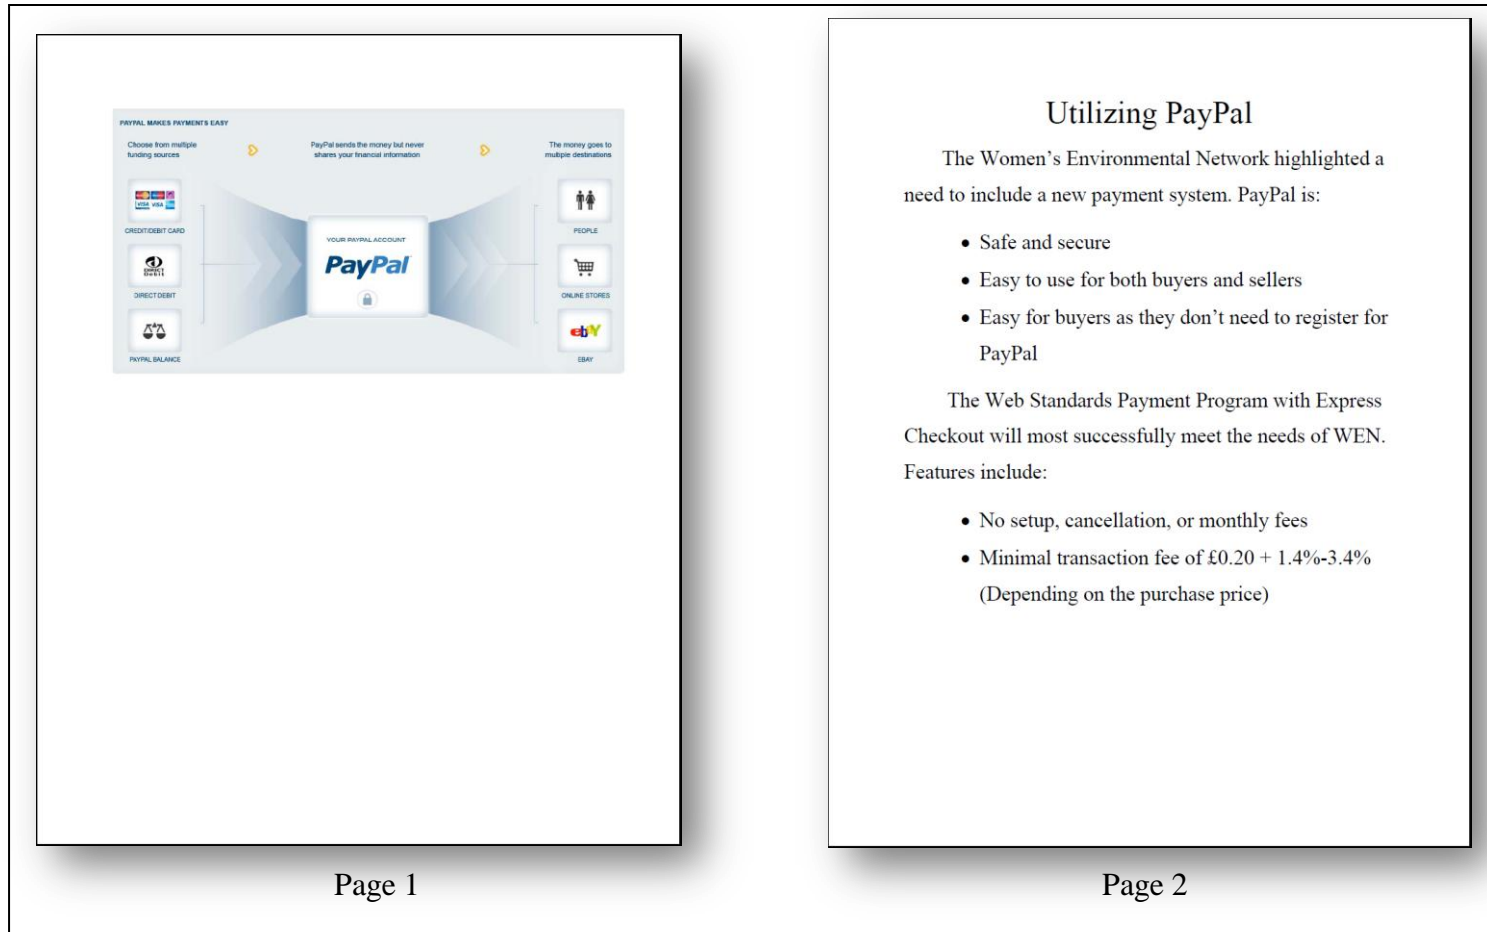 PAYPAL MAKES PAYMENTS EASY
Choose from multiple
funding sources
PayPal sends the money but never
shares your financial information
The money goes to
multiple destinations
VISA VISA
CREDIT/DEBIT CARD
DIRECT
Debit
DIRECT DEBIT
PAYPAL BALANCE
YOUR PAYPAL ACCOUNT
PayPal
PEOPLE
ONLINE STORES
ebY
EBAY
Page 1
Utilizing PayPal
The Women’s Environmental Network highlighted a
need to include a new payment system. PayPal is:
• Safe and secure
• Easy to use for both buyers and sellers
• Easy for buyers as they don’t need to register for
PayPal
The Web Standards Payment Program with Express
Checkout will most successfully meet the needs of WEN.
Features include:
• No setup, cancellation, or monthly fees
• Minimal transaction fee of £0.20 + 1.4%-3.4%
(Depending on the purchase price)
Page 2